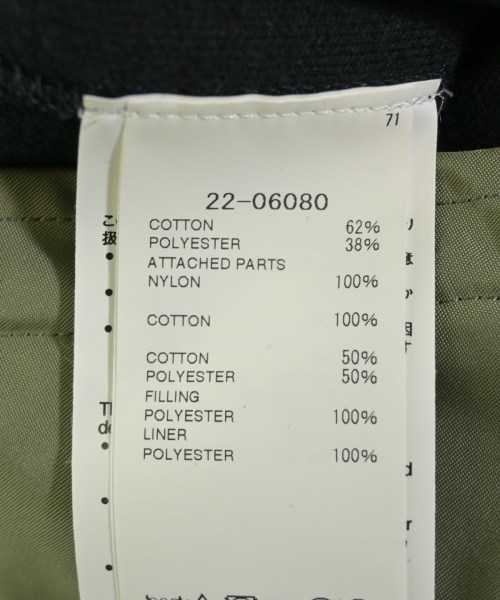 71
22-06080
COTTON 62%
POLYESTER 38%
ATTACHED PARTS
NYLON 100%
COTTON 100%
COTTON 50%
POLYESTER 50%
FILLING
POLYESTER 100%
LINER
POLYESTER 100%